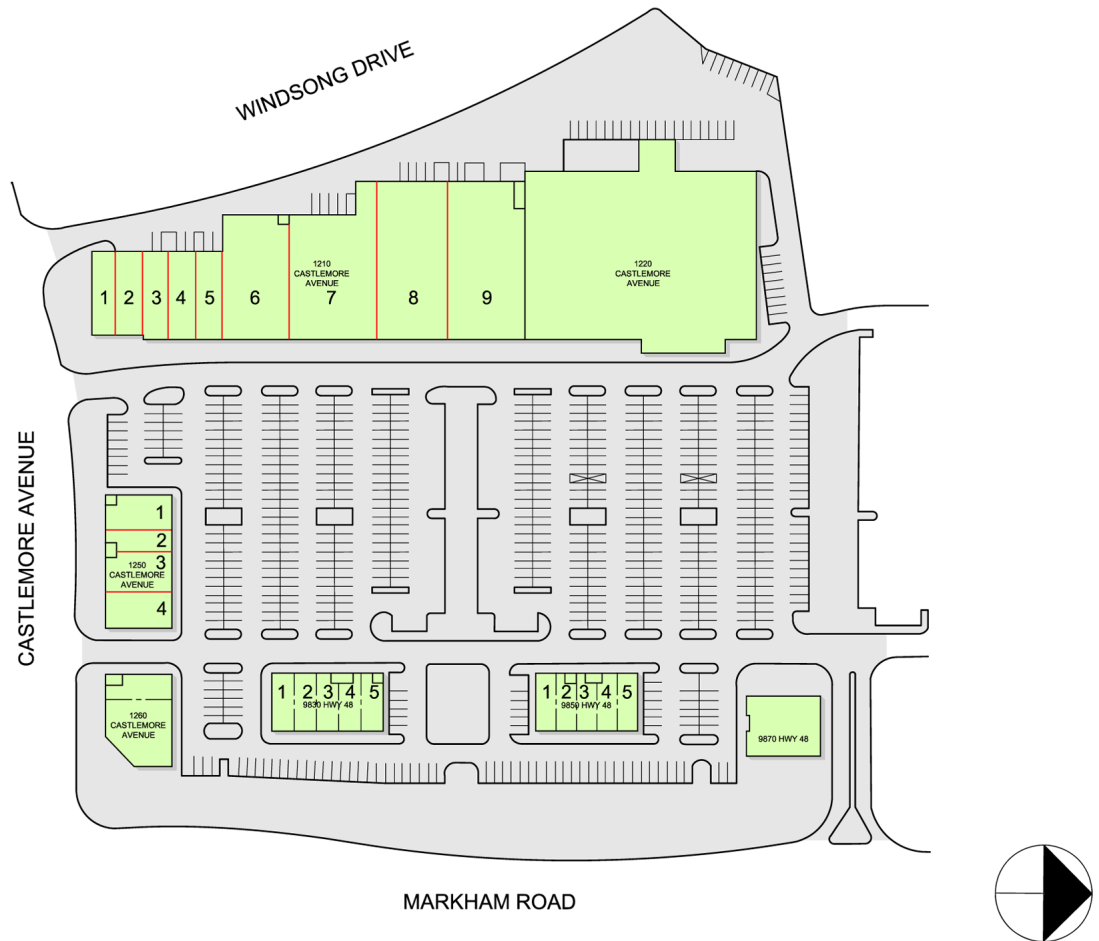 WINDSONG DRIVE
1210
CASTLEMORE
AVENUE
1220
CASTLEMORE
AVENUE
1 2 3 4 5 6 7 8 9
CASTLEMORE AVENUE
1
2
3
1250
CASTLEMORE
AVENUE
4
1260
CASTLEMORE
AVENUE
1 2 3 4 5
9830 HWY 48
1 2 3 4 5
9850 HWY 48
9870 HWY 48
MARKHAM ROAD